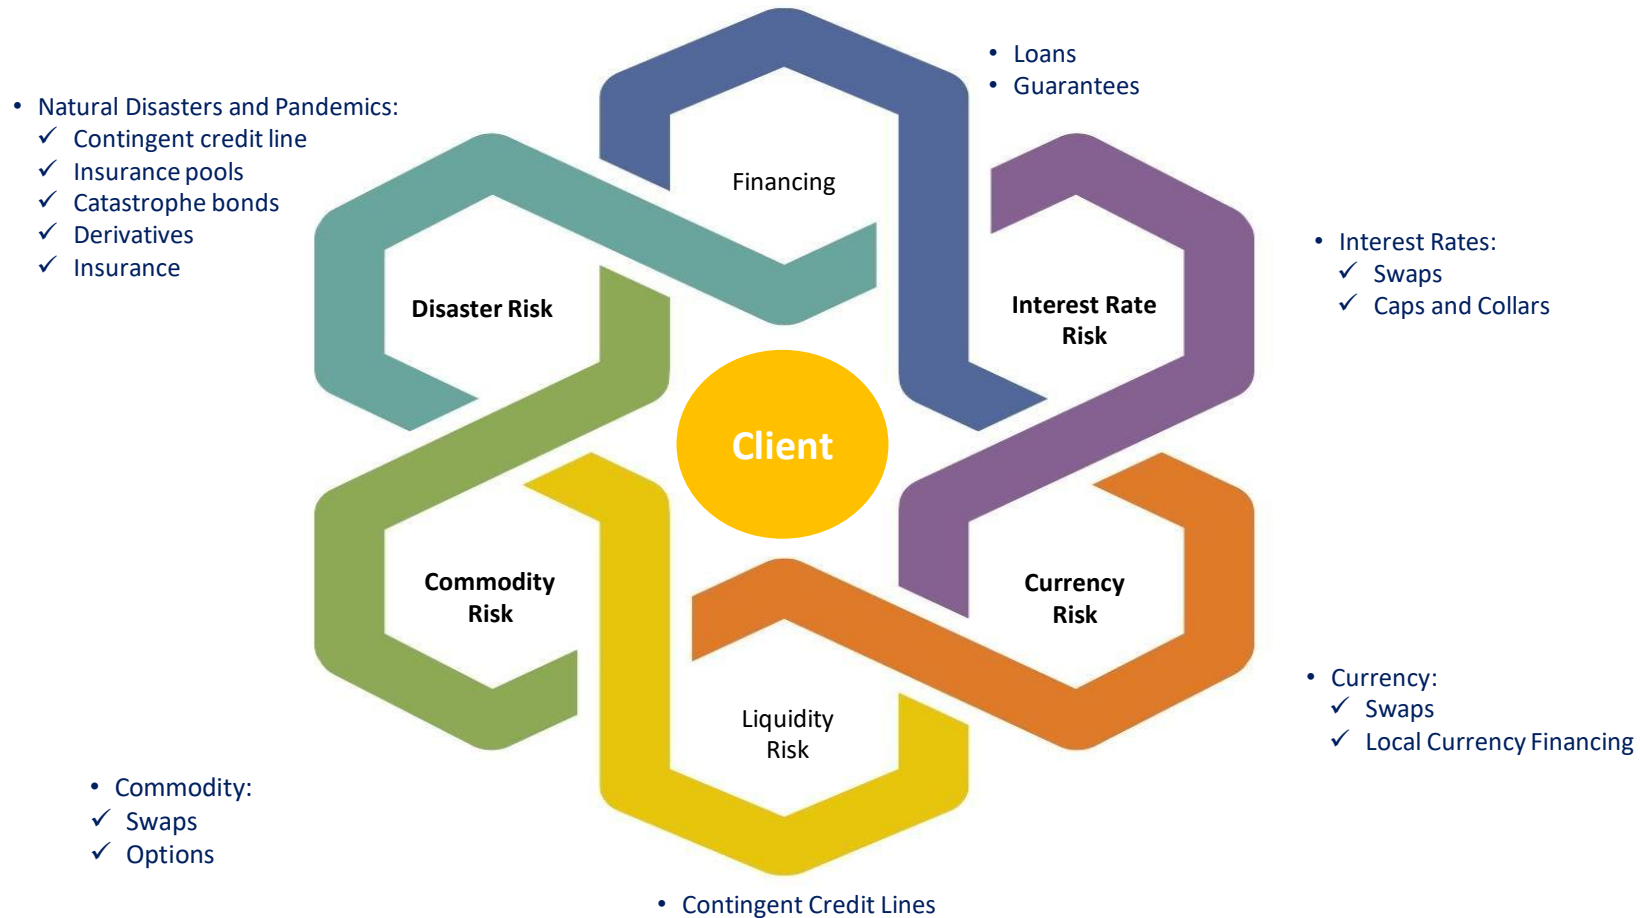 • Loans
• Guarantees
• Natural Disasters and Pandemics:
✓ Contingent credit line
✓ Insurance pools
✓ Catastrophe bonds
✓ Derivatives
✓ Insurance
Financing
• Interest Rates:
✓ Swaps
✓ Caps and Collars
Disaster Risk
Interest Rate
Risk
Client
Commodity
Risk
Currency
Risk
• Currency:
✓ Swaps
✓ Local Currency Financing
Liquidity
Risk
• Commodity:
✓ Swaps
✓ Options
• Contingent Credit Lines